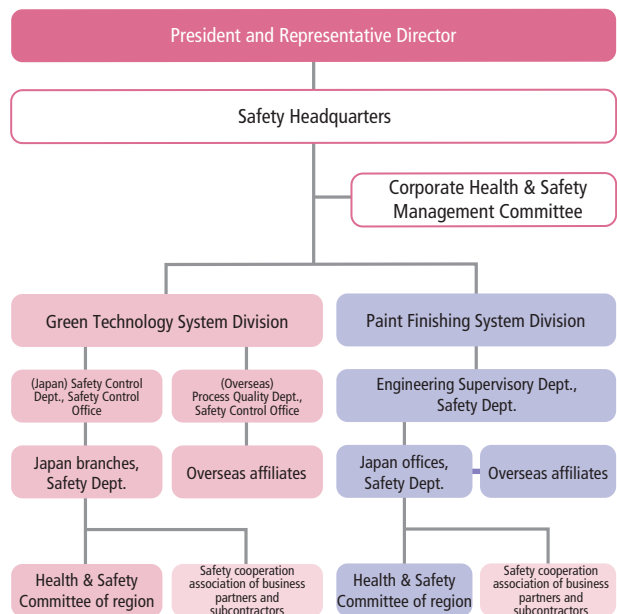 President and Representative Director
Safety Headquarters
Corporate Health & Safety
Management Committee
Green Technology System Division
Paint Finishing System Division
(Japan) Safety Control
Dept., Safety Control
Office
(Overseas)
Process Quality Dept.,
Safety Control Office
Engineering Supervisory Dept.,
Safety Dept.
Japan branches,
Safety Dept.
Overseas affiliates
Japan offices,
Safety Dept.
Overseas affiliates
Health & Safety
Committee of region
Safety cooperation
association of business
partners and
subcontractors
Health & Safety
Committee of region
Safety cooperation
association of business
partners and
subcontractors